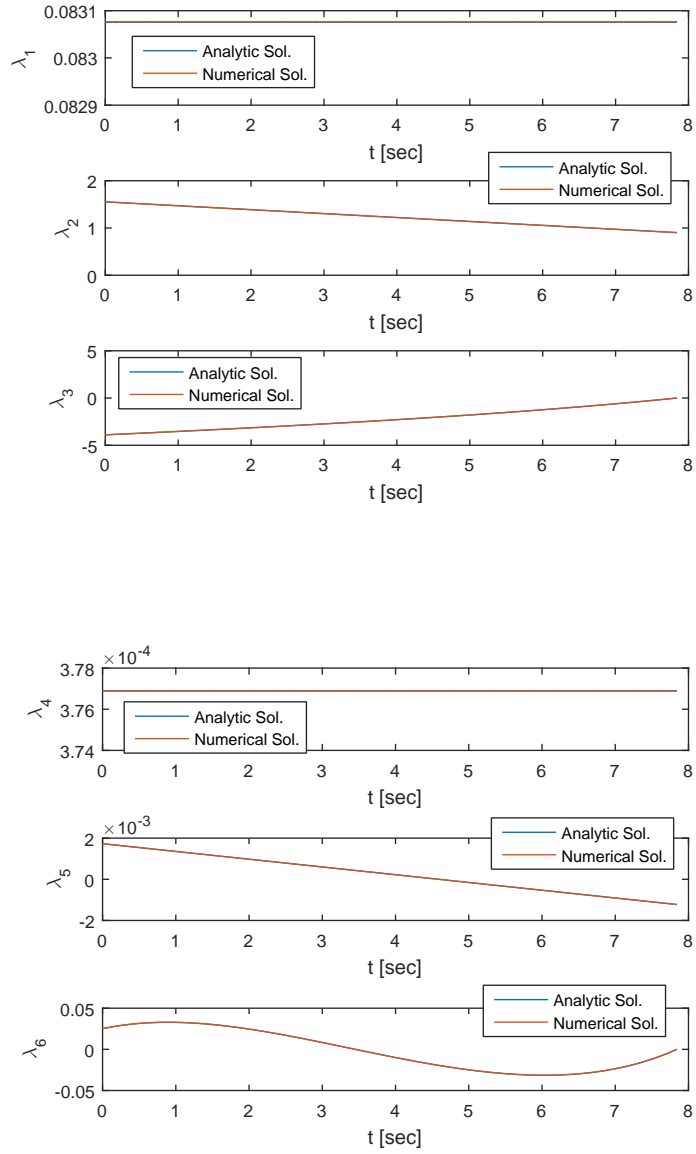 0.0831
0.083
0.0829
λ1
Analytic Sol.
Numerical Sol.
0 1 2 3 4 5 6 7 8
t [sec]
2
1
0
λ2
Analytic Sol.
Numerical Sol.
0 1 2 3 4 5 6 7 8
t [sec]
5
0
-5
λ3
Analytic Sol.
Numerical Sol.
0 1 2 3 4 5 6 7 8
t [sec]
×10-4
3.78
3.76
3.74
λ4
Analytic Sol.
Numerical Sol.
0 1 2 3 4 5 6 7 8
t [sec]
×10-3
2
0
-2
λ5
Analytic Sol.
Numerical Sol.
0 1 2 3 4 5 6 7 8
t [sec]
0.05
0
-0.05
λ6
Analytic Sol.
Numerical Sol.
0 1 2 3 4 5 6 7 8
t [sec]